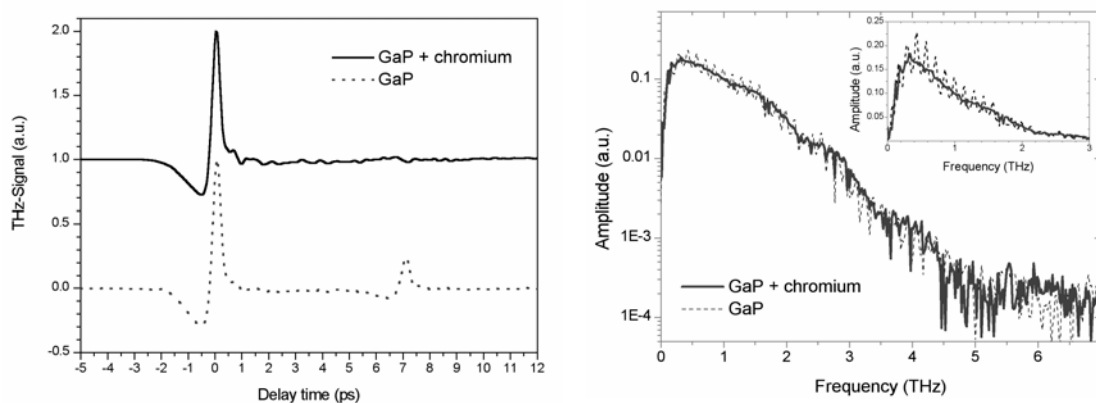 2.0
1.5
1.0
0.5
0.0
-0.5
THz-Signal (a.u.)
GaP + chromium
GaP
-5 -4 -3 -2 -1 0 1 2 3 4 5 6 7 8 9 10 11 12
Delay time (ps)
0.1
0.01
1E-3
1E-4
Amplitude (a.u.)
GaP + chromium
GaP
0 1 2 3 4 5 6
Frequency (THz)
0.25
0.20
0.15
0.10
0.05
Amplitude (a.u.)
0 1 2 3
Frequency (THz)